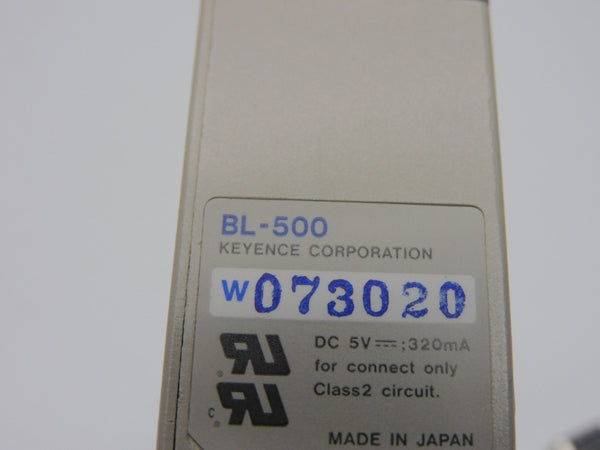 BL-500
KEYENCE CORPORATION
W073020
DC 5V⎓;320mA
for connect only
Class2 circuit.
MADE IN JAPAN